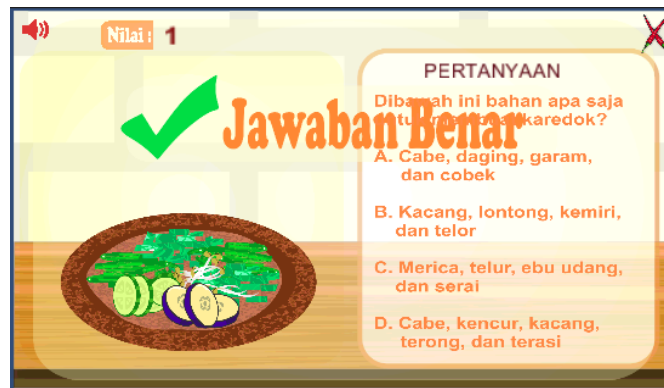 Nilai : 1
PERTANYAAN
Jawaban Benar
Dibawah ini bahan apa saja
karedok?
A. Cabe, daging, garam,
dan cobek
B. Kacang, lontong, kemiri,
dan telor
C. Merica, telur, ebu udang,
dan serai
D. Cabe, kencur, kacang,
terong, dan terasi